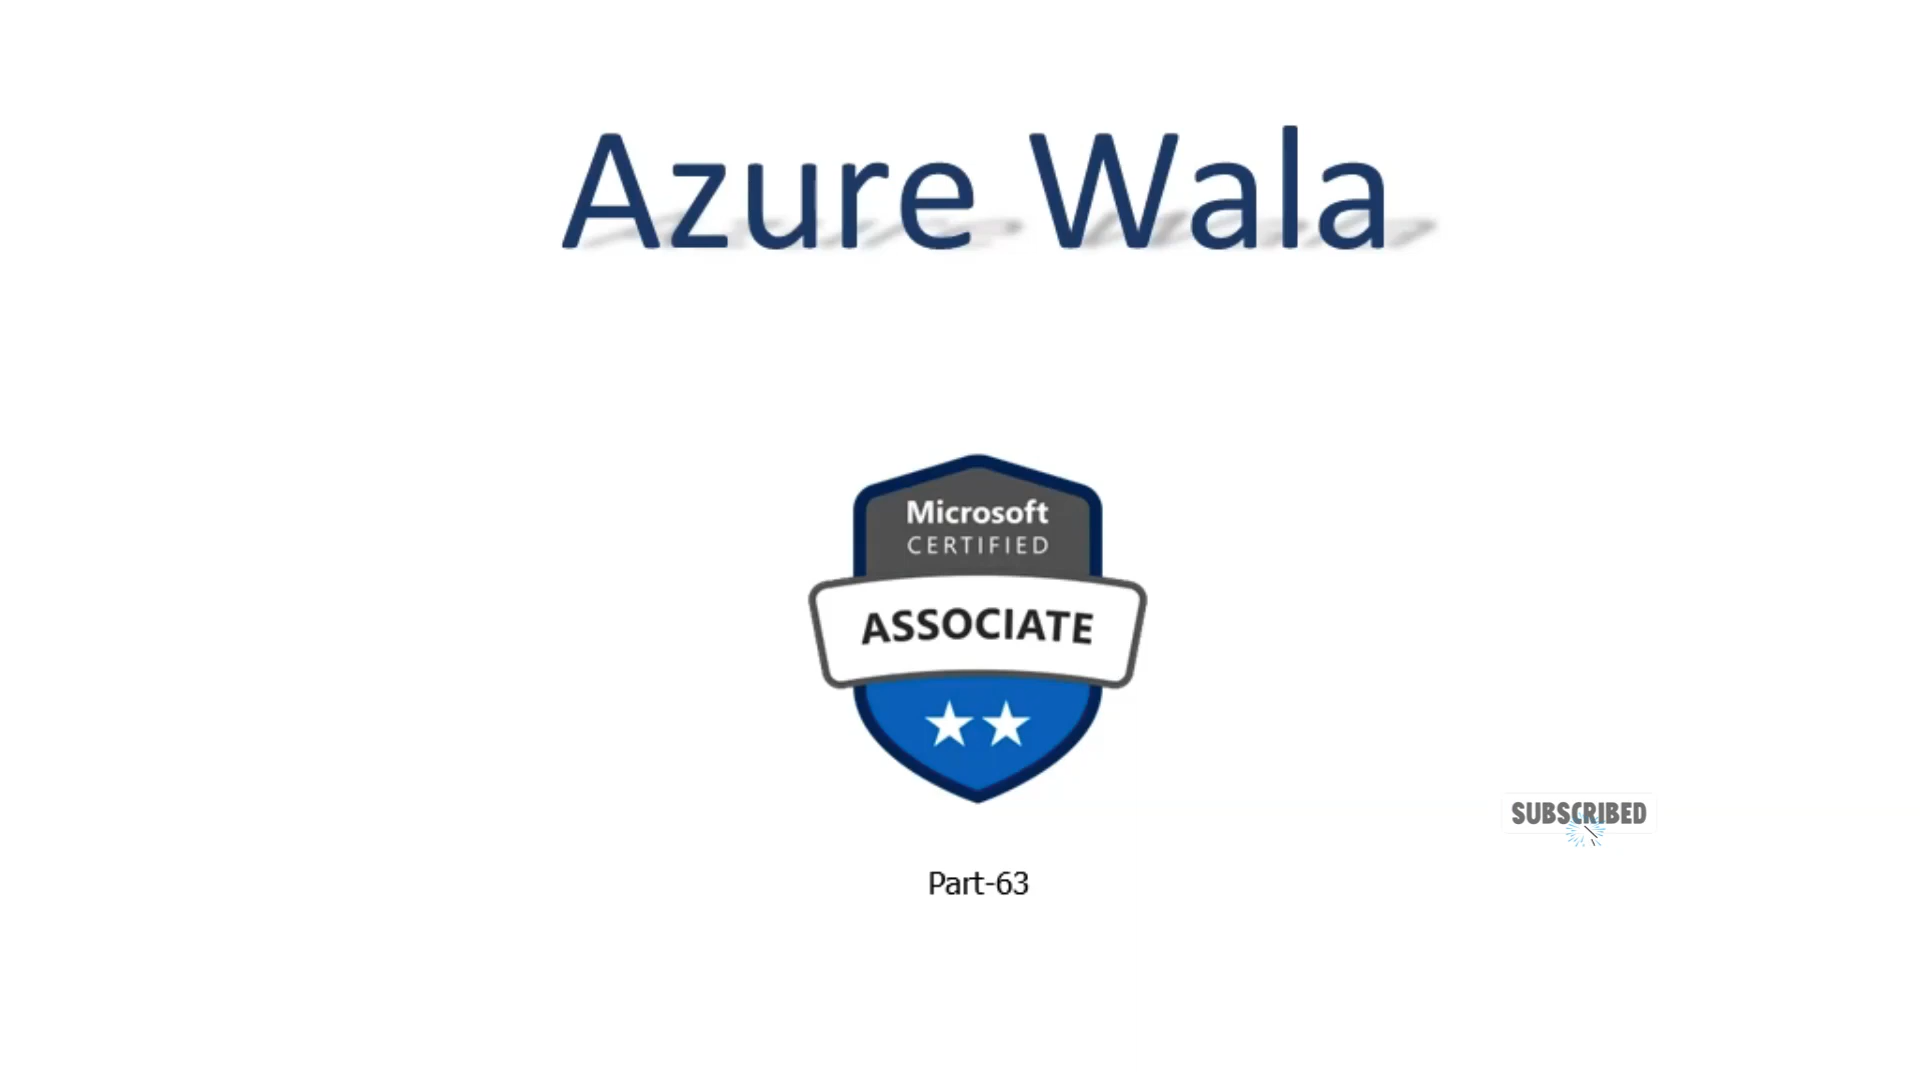 Azure Wala
Microsoft
CERTIFIED
ASSOCIATE
SUBSCRIBED
Part-63